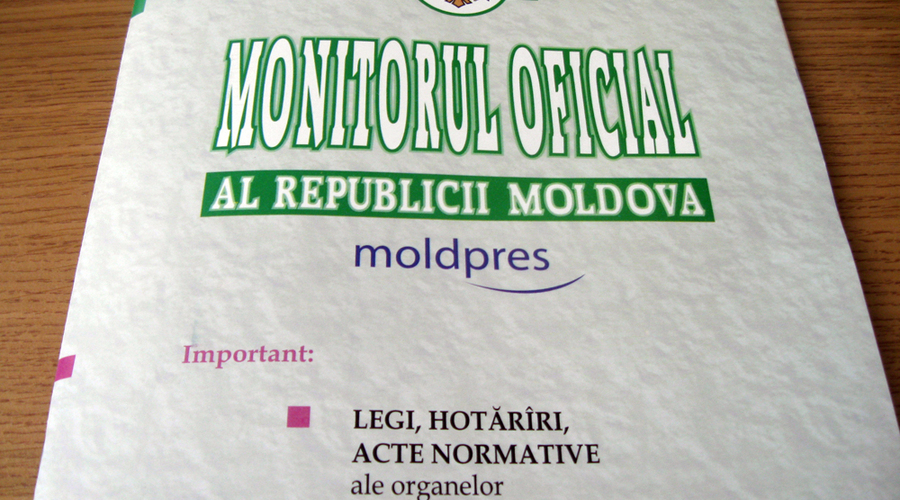 MONITORUL OFICIAL
AL REPUBLICII MOLDOVA
moldpres
Important:
LEGI, HOTĂRÎRI,
ACTE NORMATIVE
ale organelor